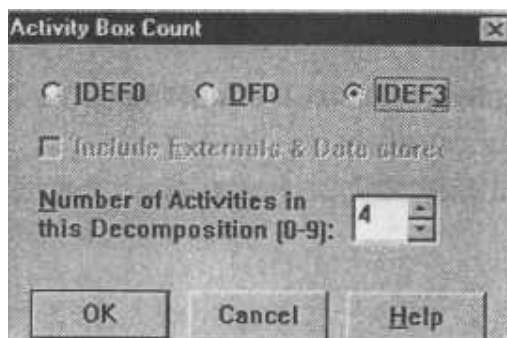 Activity Box Count
IDEF0 DFD IDEF3
Include Externals & Data stores
Number of Activities in
this Decomposition (0-9):
4
OK Cancel Help